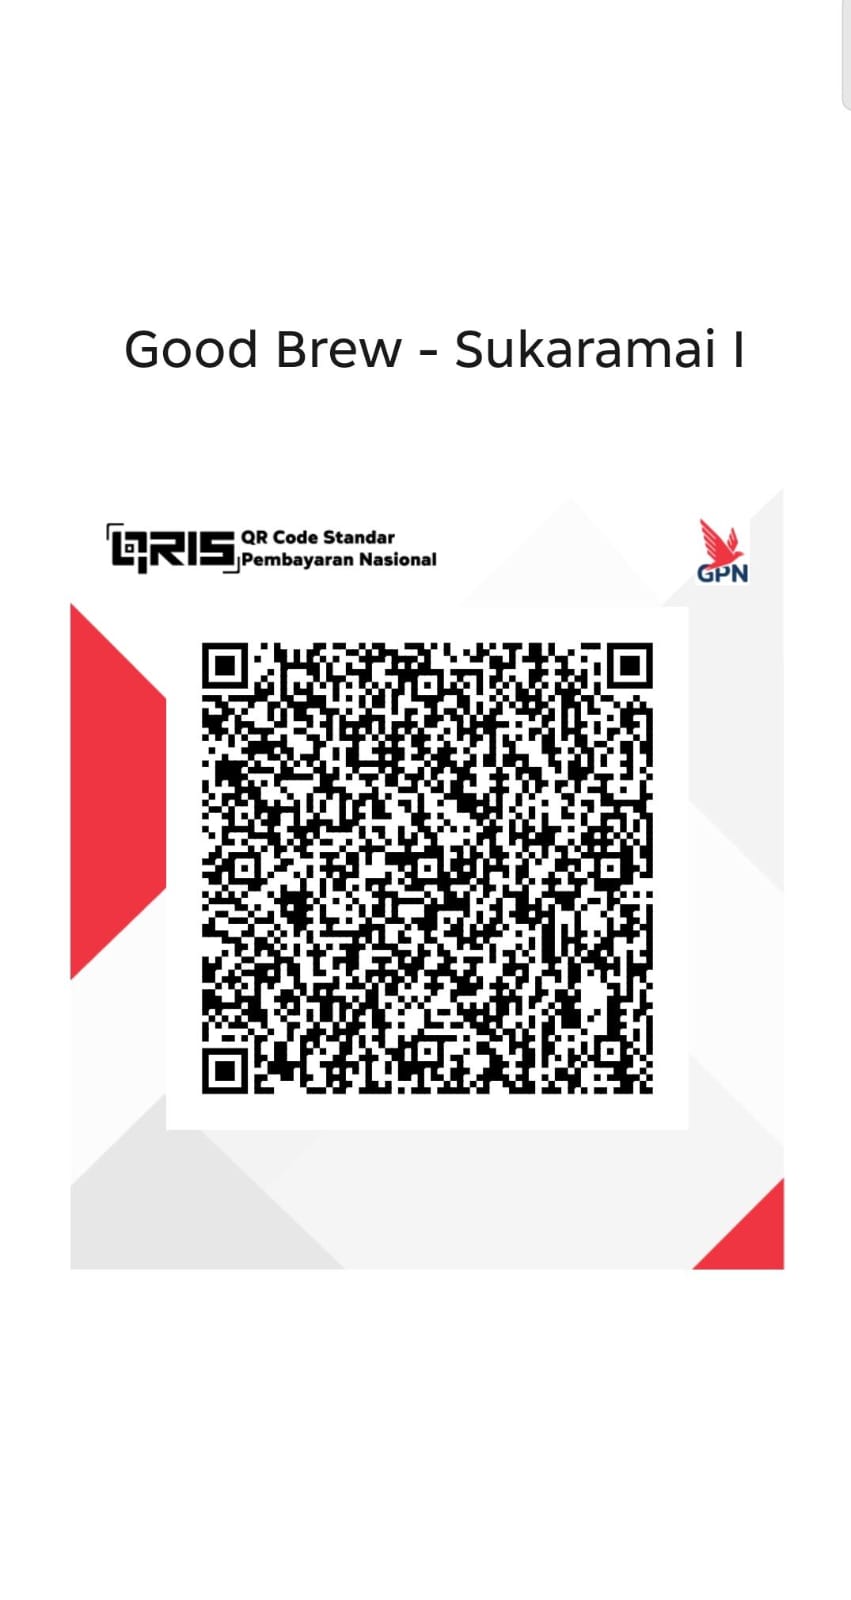 Good Brew - Sukaramai I
QRIS
QR Code Standar
Pembayaran Nasional
GPN